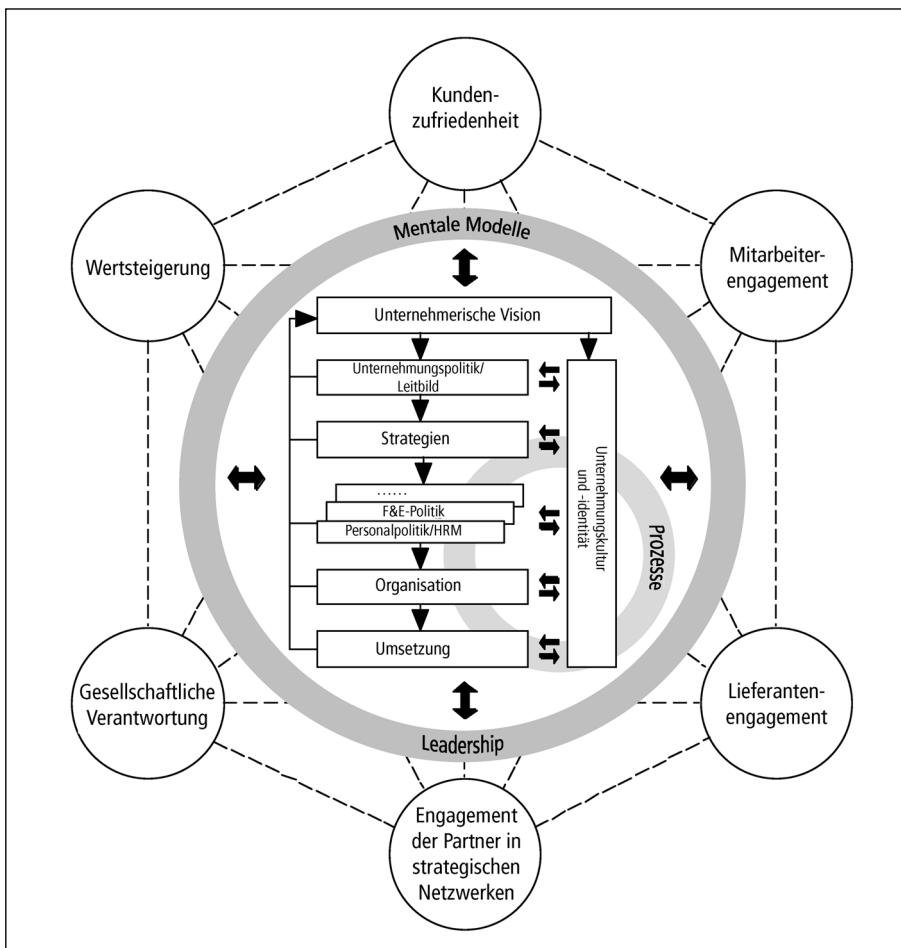 Kunden-
zufriedenheit
Mentale Modelle
Wertsteigerung
Mitarbeiter-
engagement
Unternehmerische Vision
Unternehmungspolitik/
Leitbild
Strategien
......
F&E-Politik
Personalpolitik/HRM
Organisation
Umsetzung
Unternehmungskultur
und -identität
Prozesse
Gesellschaftliche
Verantwortung
Lieferanten-
engagement
Leadership
Engagement
der Partner in
strategischen
Netzwerken